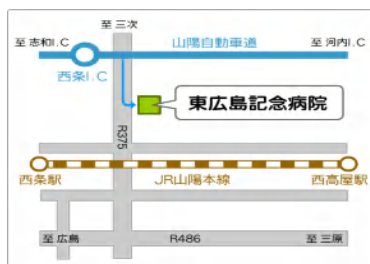 至 三次
至 志和I.C
山陽自動車道
至 河内I.C
西条I.C
東広島記念病院
R375
西条駅
JR山陽本線
西高屋駅
至 広島
R486
至 三原